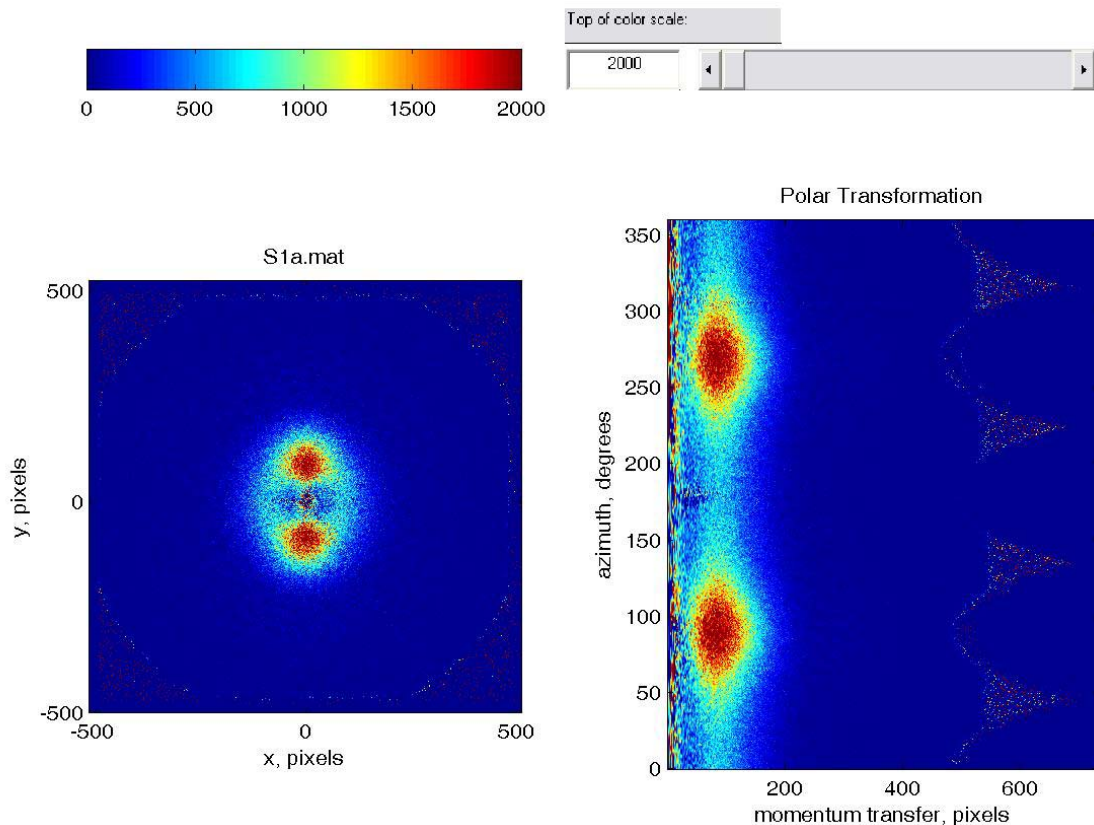 Top of color scale:
2000
0 500 1000 1500 2000
Polar Transformation
S1a.mat
500
0
-500
y, pixels
-500 0 500
x, pixels
350
300
250
200
150
100
50
0
azimuth, degrees
200 400 600
momentum transfer, pixels